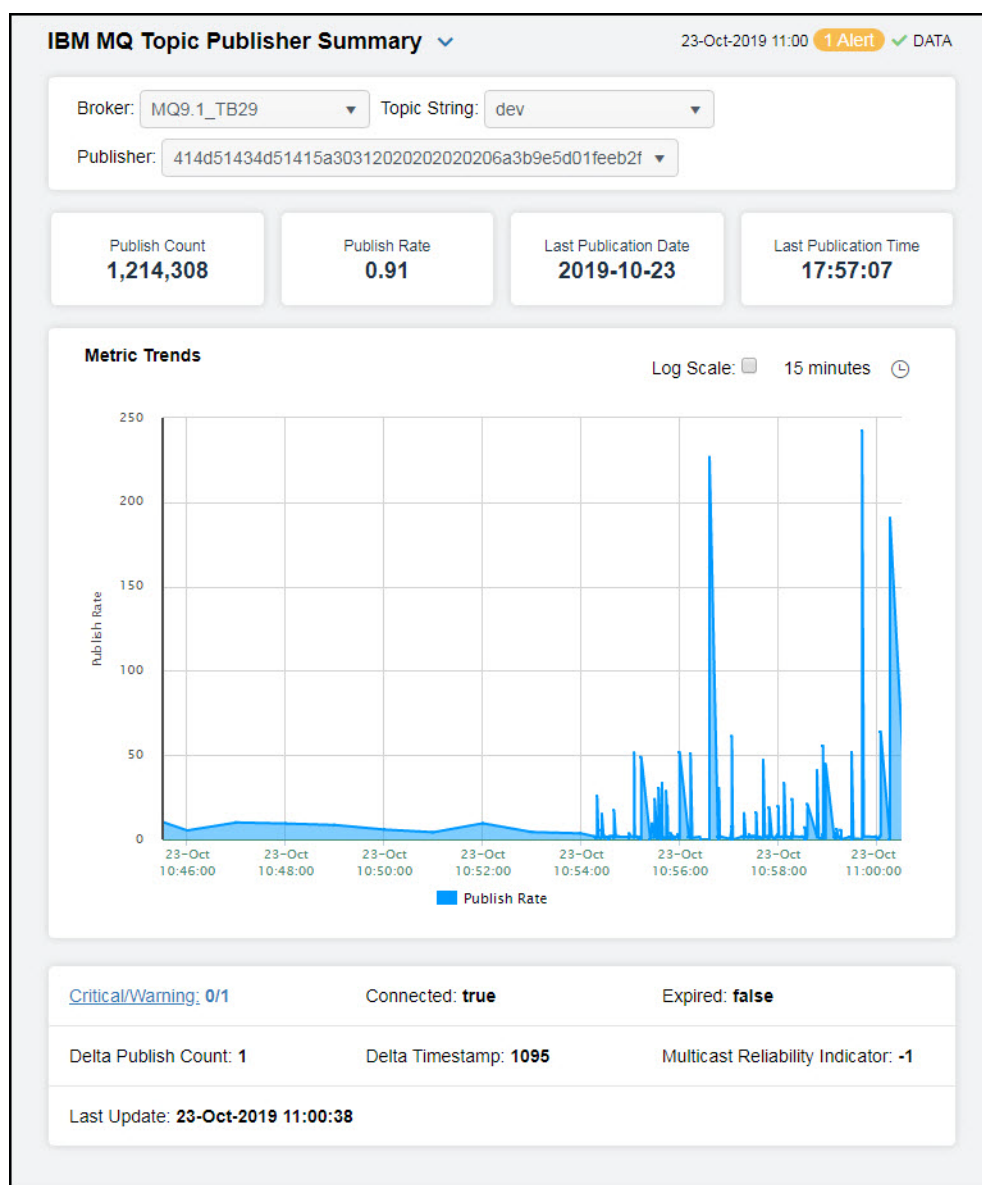 IBM MQ Topic Publisher Summary
23-Oct-2019 11:00 1 Alert DATA
Broker: MQ9.1_TB29 Topic String: dev
Publisher: 414d51434d51415a30312020202020206a3b9e5d01feeb2f
Publish Count Publish Rate Last Publication Date Last Publication Time
1,214,308 0.91 2019-10-23 17:57:07
Metric Trends
Log Scale: 15 minutes
250
200
150
100
50
0
Publish Rate
23-Oct 23-Oct 23-Oct 23-Oct 23-Oct 23-Oct 23-Oct 23-Oct
10:46:00 10:48:00 10:50:00 10:52:00 10:54:00 10:56:00 10:58:00 11:00:00
Publish Rate
Critical/Warning: 0/1 Connected: true Expired: false
Delta Publish Count: 1 Delta Timestamp: 1095 Multicast Reliability Indicator: -1
Last Update: 23-Oct-2019 11:00:38